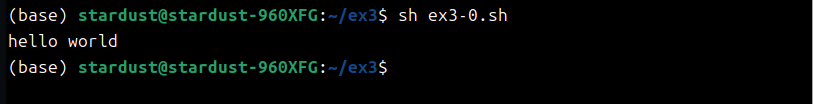 (base) stardust@stardust-960XFG:~/ex3$ sh ex3-0.sh
hello world
(base) stardust@stardust-960XFG:~/ex3$